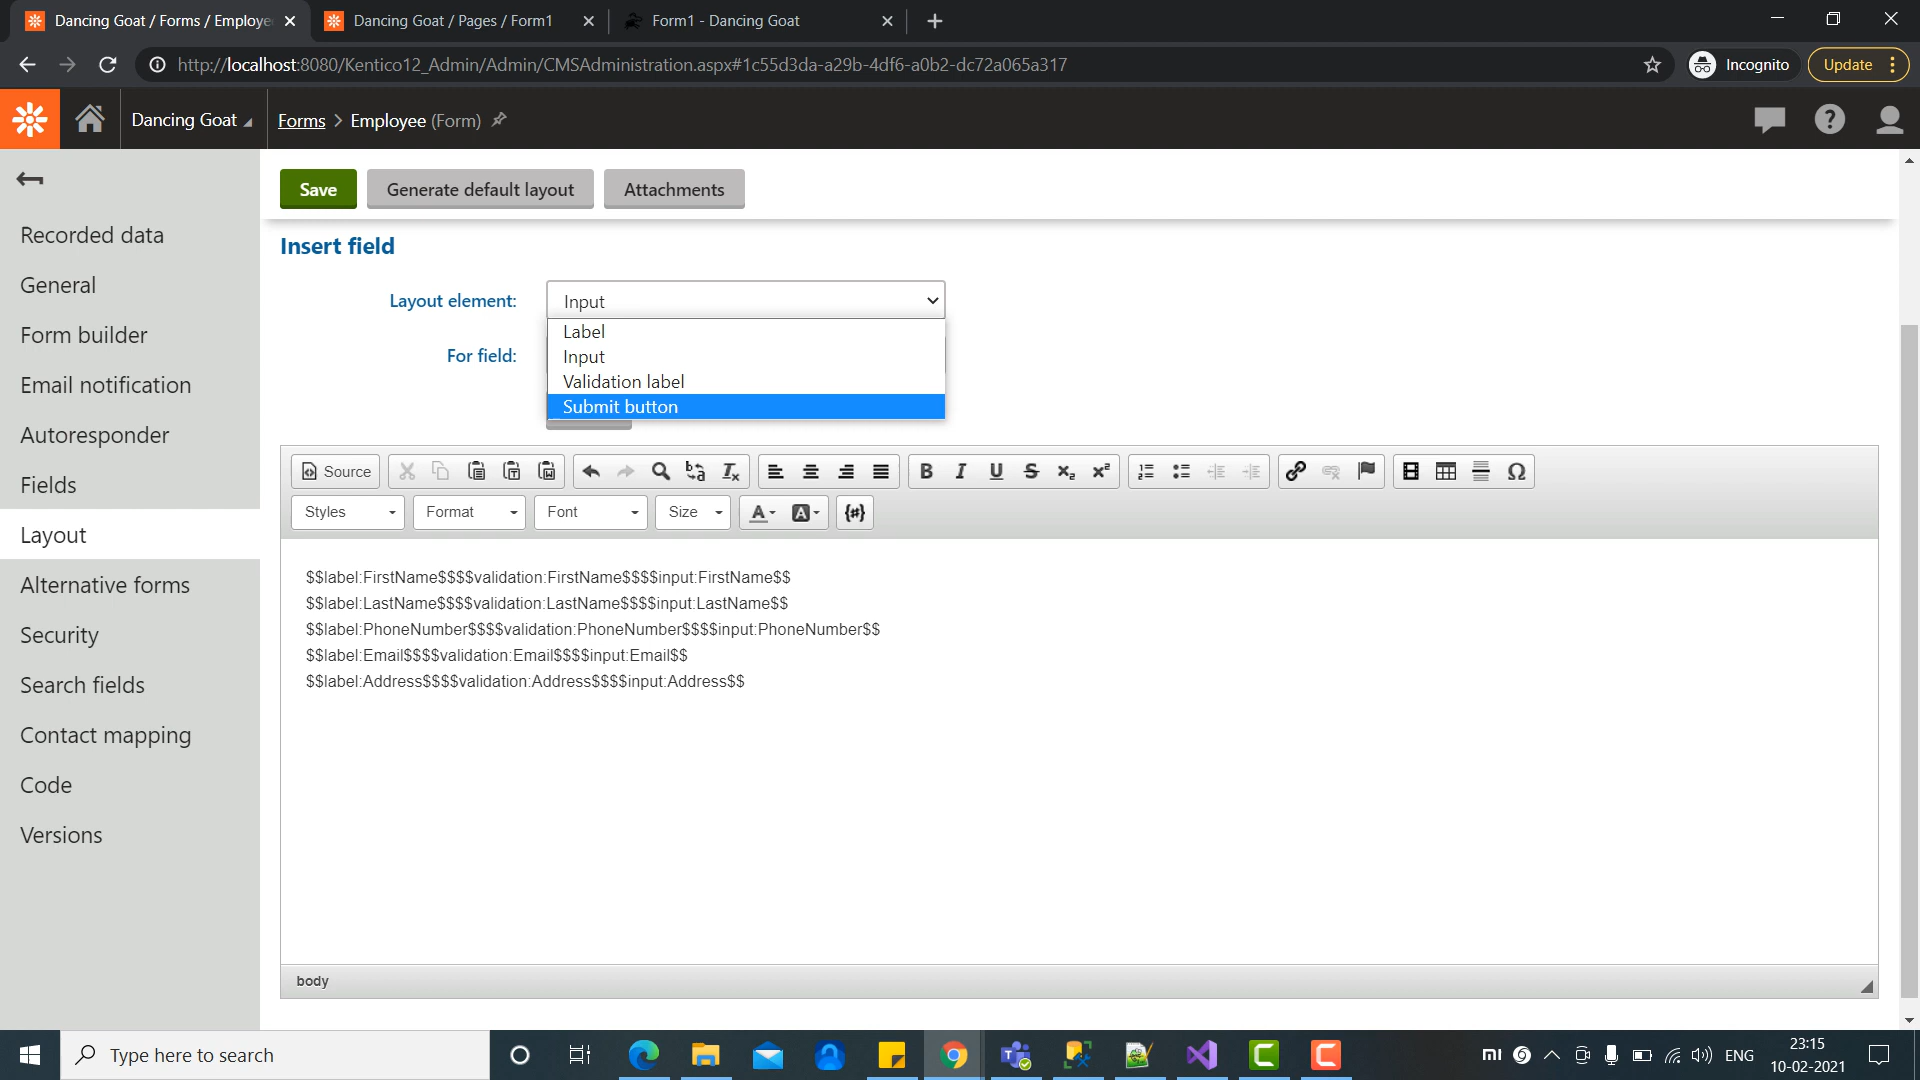 Dancing Goat / Forms / Employe
Dancing Goat / Pages / Form1
Form1 - Dancing Goat
http://localhost:8080/Kentico12_Admin/Admin/CMSAdministration.aspx#1c55d3da-a29b-4df6-a0b2-dc72a065a317
Incognito
Update
Dancing Goat
Forms > Employee (Form)
Save
Generate default layout
Attachments
Recorded data
General
Form builder
Email notification
Autoresponder
Fields
Layout
Alternative forms
Security
Search fields
Contact mapping
Code
Versions
Insert field
Layout element:
Input
Label
Input
Validation label
Submit button
For field:
Source
Styles
Format
Font
Size
$$label:FirstName$$$$validation:FirstName$$$$input:FirstName$$
$$label:LastName$$$$validation:LastName$$$$input:LastName$$
$$label:PhoneNumber$$$$validation:PhoneNumber$$$$input:PhoneNumber$$
$$label:Email$$$$validation:Email$$$$input:Email$$
$$label:Address$$$$validation:Address$$$$input:Address$$
body
Type here to search
ENG
23:15
10-02-2021